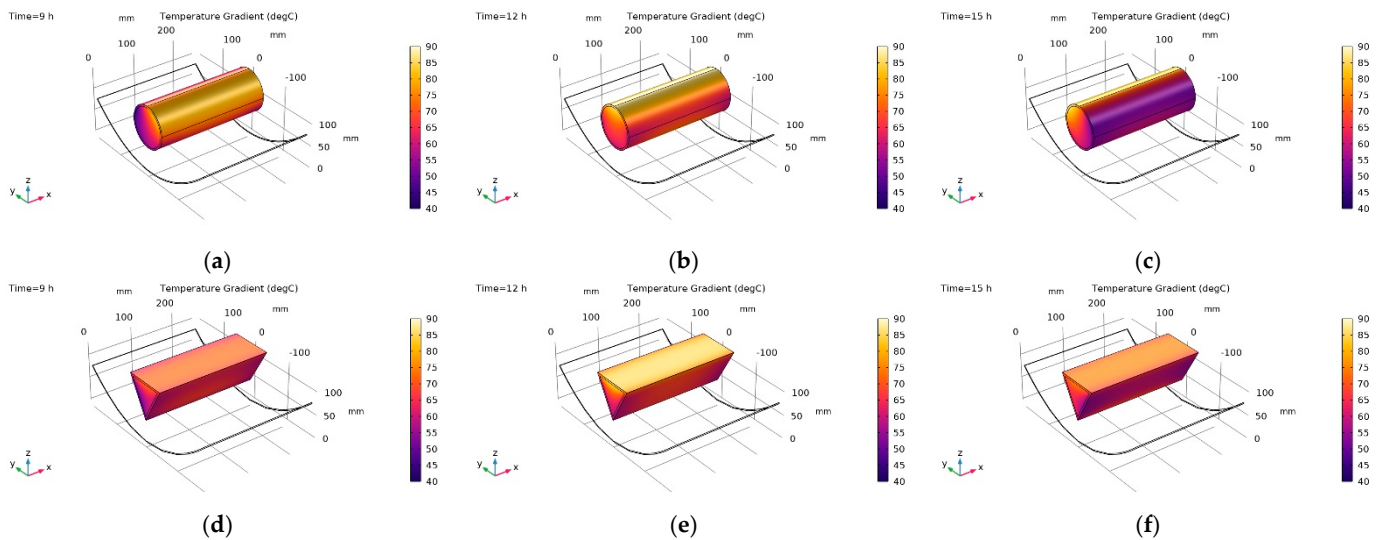 Time=9 h
mm
Temperature Gradient (degC)
200
100
mm
100
0
0
-100
100
mm
50
0
90
85
80
75
70
65
60
55
50
45
40
z
y
x
(a)
Time=12 h
mm
Temperature Gradient (degC)
200
100
mm
100
0
0
-100
100
mm
50
0
90
85
80
75
70
65
60
55
50
45
40
z
y
x
(b)
Time=15 h
mm
Temperature Gradient (degC)
200
100
mm
100
0
0
-100
100
mm
50
0
90
85
80
75
70
65
60
55
50
45
40
z
y
x
(c)
Time=9 h
mm
Temperature Gradient (degC)
200
100
mm
100
0
0
-100
100
mm
50
0
90
85
80
75
70
65
60
55
50
45
40
z
y
x
(d)
Time=12 h
mm
Temperature Gradient (degC)
200
100
mm
100
0
0
-100
100
mm
50
0
90
85
80
75
70
65
60
55
50
45
40
z
y
x
(e)
Time=15 h
mm
Temperature Gradient (degC)
200
100
mm
100
0
0
-100
100
mm
50
0
90
85
80
75
70
65
60
55
50
45
40
z
y
x
(f)